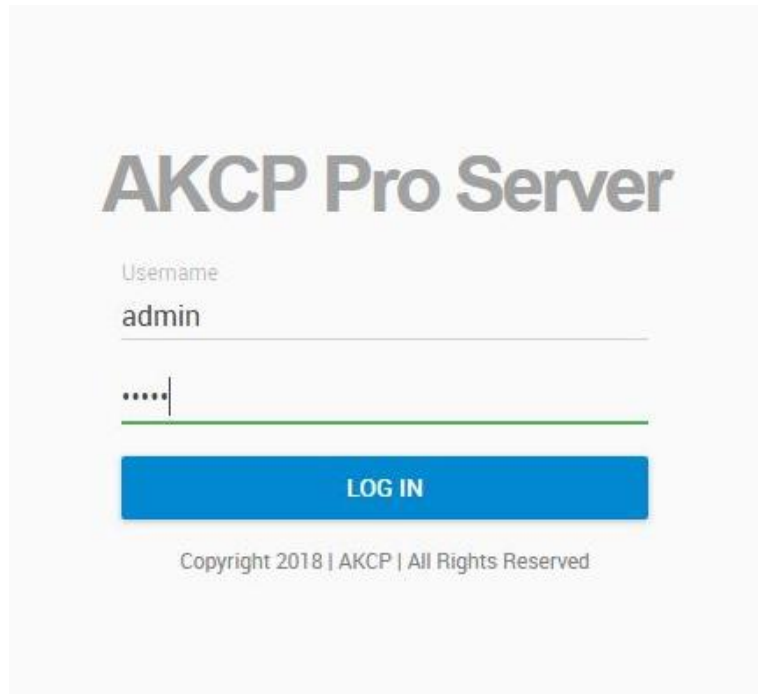 AKCP Pro Server
Username
admin
•••••
LOG IN
Copyright 2018 | AKCP | All Rights Reserved